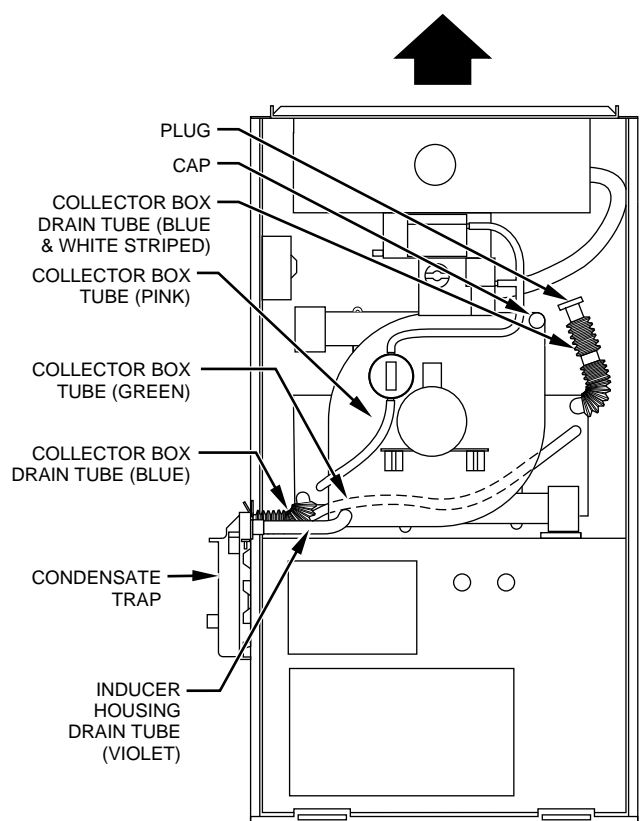 PLUG
CAP
COLLECTOR BOX
DRAIN TUBE (BLUE
& WHITE STRIPED)
COLLECTOR BOX
TUBE (PINK)
COLLECTOR BOX
TUBE (GREEN)
COLLECTOR BOX
DRAIN TUBE (BLUE)
CONDENSATE
TRAP
INDUCER
HOUSING
DRAIN TUBE
(VIOLET)